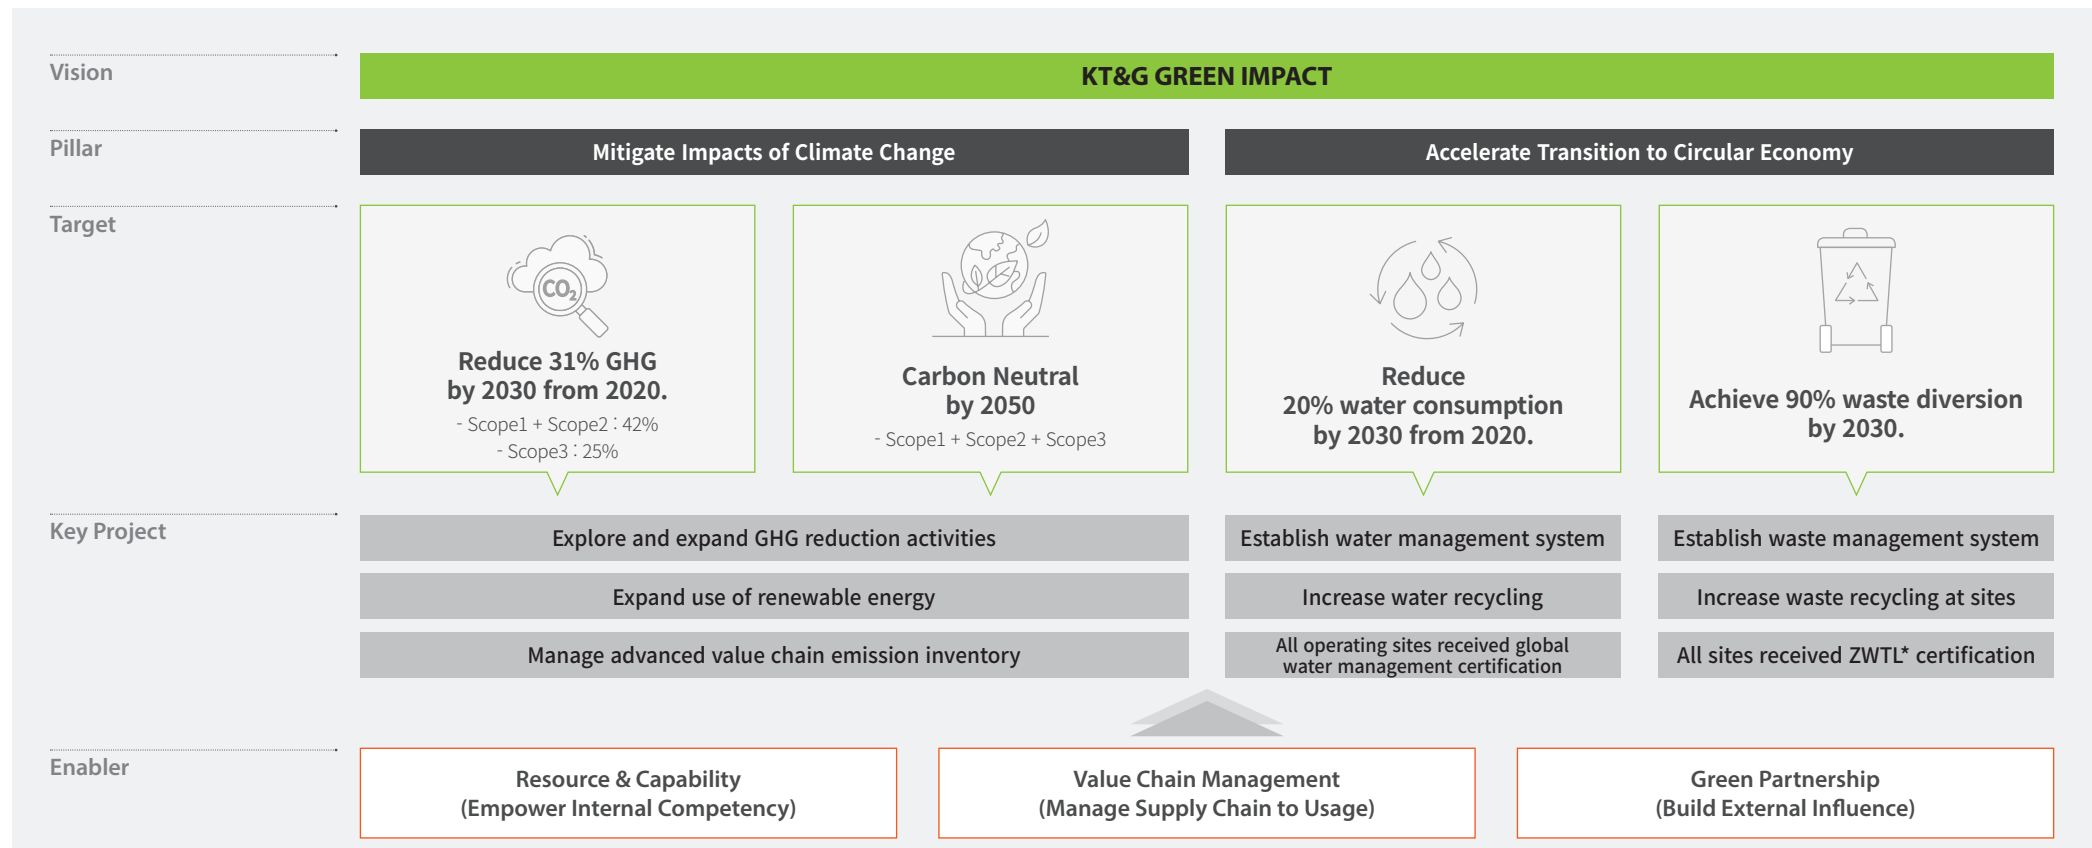 Vision
KT&G GREEN IMPACT
Pillar
Mitigate Impacts of Climate Change
Accelerate Transition to Circular Economy
Target
CO2
Reduce 31% GHG
by 2030 from 2020.
- Scope1 + Scope2 : 42%
- Scope3 : 25%
Carbon Neutral
by 2050
- Scope1 + Scope2 + Scope3
Reduce
20% water consumption
by 2030 from 2020.
Achieve 90% waste diversion
by 2030.
Key Project
Explore and expand GHG reduction activities
Expand use of renewable energy
Manage advanced value chain emission inventory
Establish water management system
Increase water recycling
All operating sites received global
water management certification
Establish waste management system
Increase waste recycling at sites
All sites received ZWTL* certification
Enabler
Resource & Capability
(Empower Internal Competency)
Value Chain Management
(Manage Supply Chain to Usage)
Green Partnership
(Build External Influence)